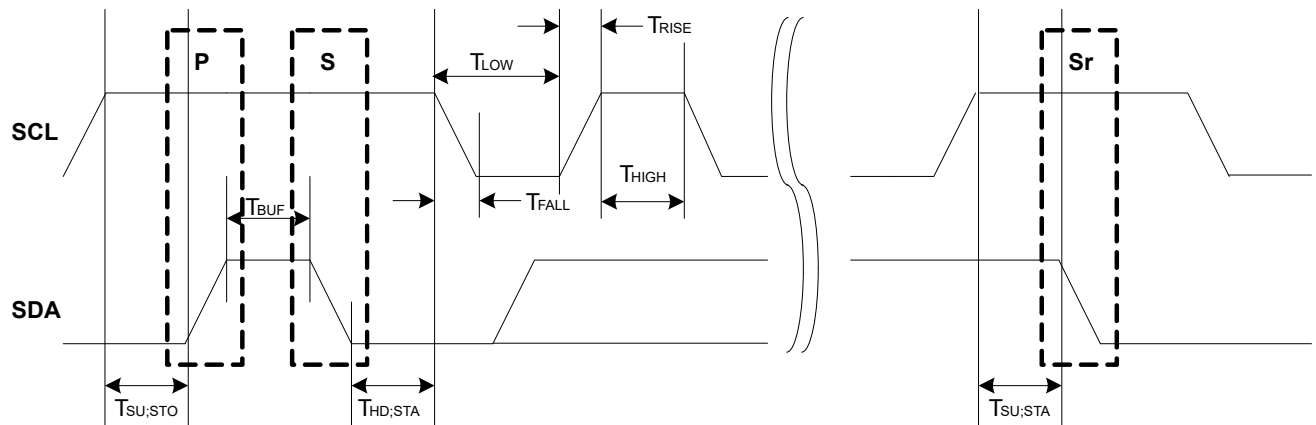 P
S
TRISE
Sr
TLOW
SCL
THIGH
TBUF
TFALL
SDA
TSU;STO
THD;STA
TSU;STA